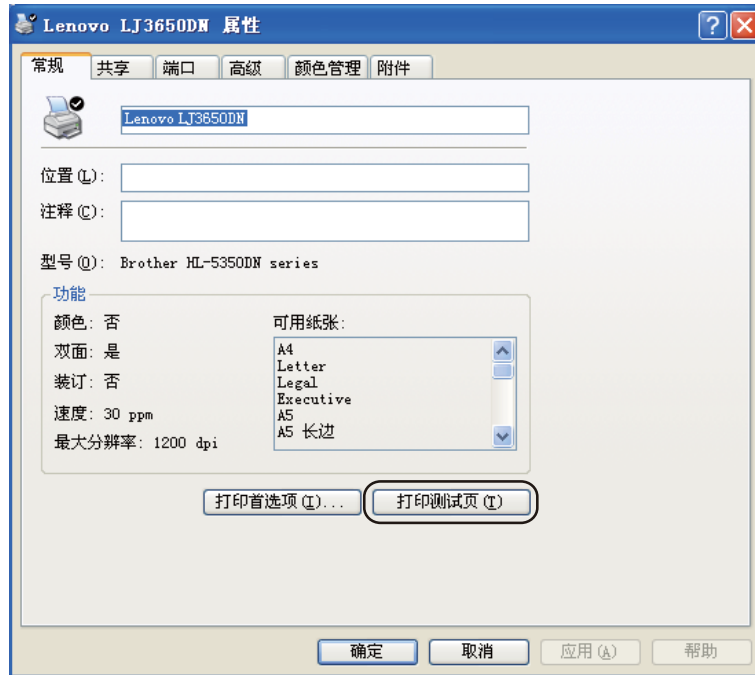 Lenovo LJ3650DN 属性
常规 共享 端口 高级 颜色管理 附件
Lenovo LJ3650DN
位置(L):
注释(C):
型号(O): Brother HL-5350DN series
功能
颜色: 否 可用纸张:
双面: 是 A4
Letter
装订: 否 Legal
Executive
速度: 30 ppm A5
最大分辨率: 1200 dpi A5 长边
打印首选项(I)... 打印测试页(T)
确定 取消 应用(A) 帮助